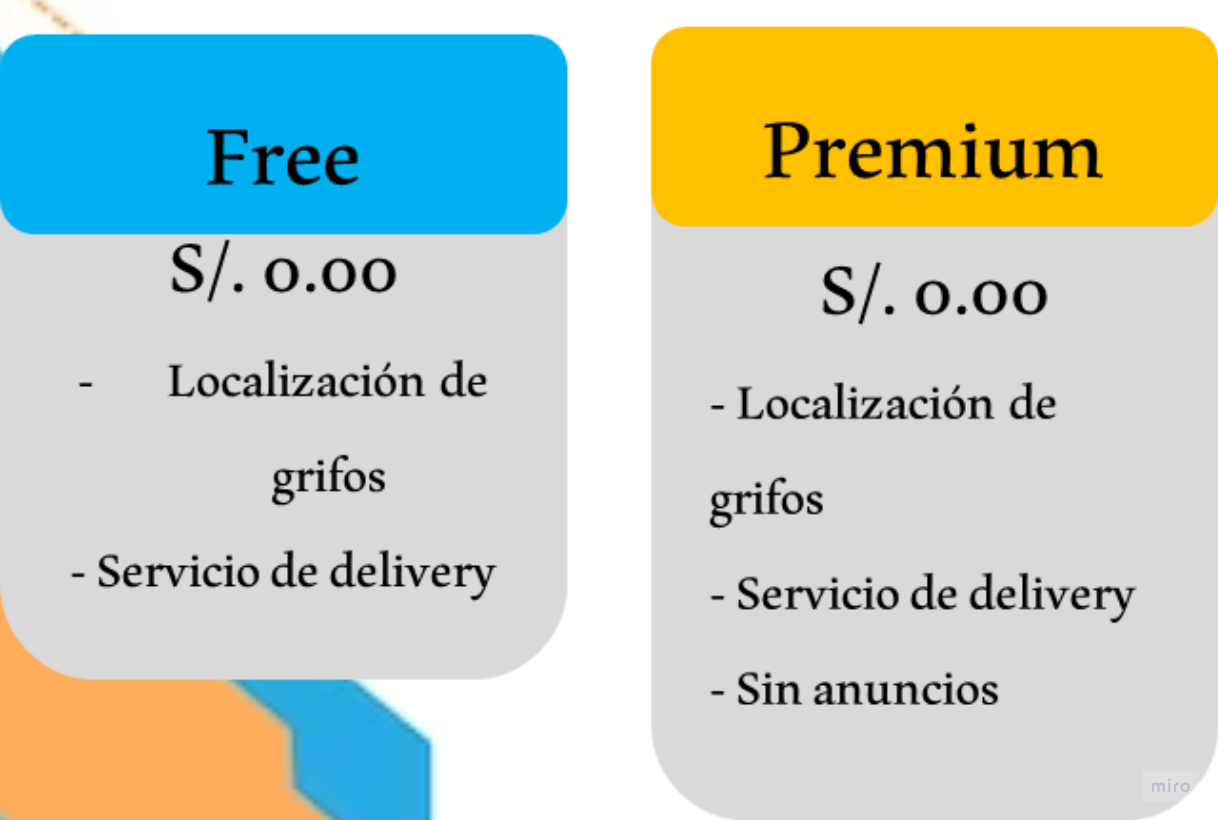 Free
S/. 0.00
- Localización de
grifos
- Servicio de delivery
Premium
S/. 0.00
- Localización de
grifos
- Servicio de delivery
- Sin anuncios
miro